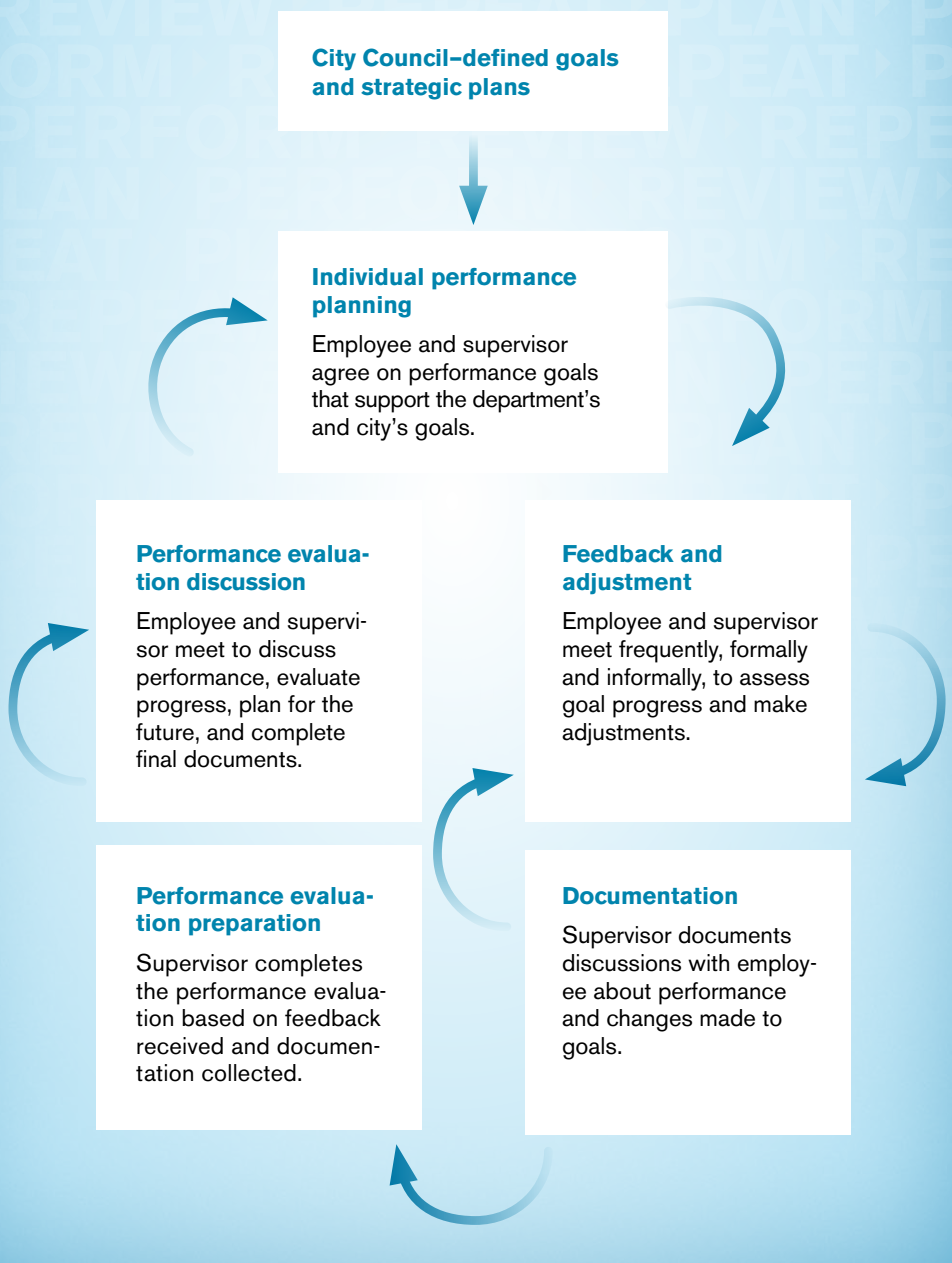 City Council–defined goals
and strategic plans
Individual performance
planning
Employee and supervisor
agree on performance goals
that support the department’s
and city’s goals.
Performance evalua-
tion discussion
Employee and supervi-
sor meet to discuss
performance, evaluate
progress, plan for the
future, and complete
final documents.
Feedback and
adjustment
Employee and supervisor
meet frequently, formally
and informally, to assess
goal progress and make
adjustments.
Performance evalua-
tion preparation
Supervisor completes
the performance evalua-
tion based on feedback
received and documen-
tation collected.
Documentation
Supervisor documents
discussions with employ-
ee about performance
and changes made to
goals.